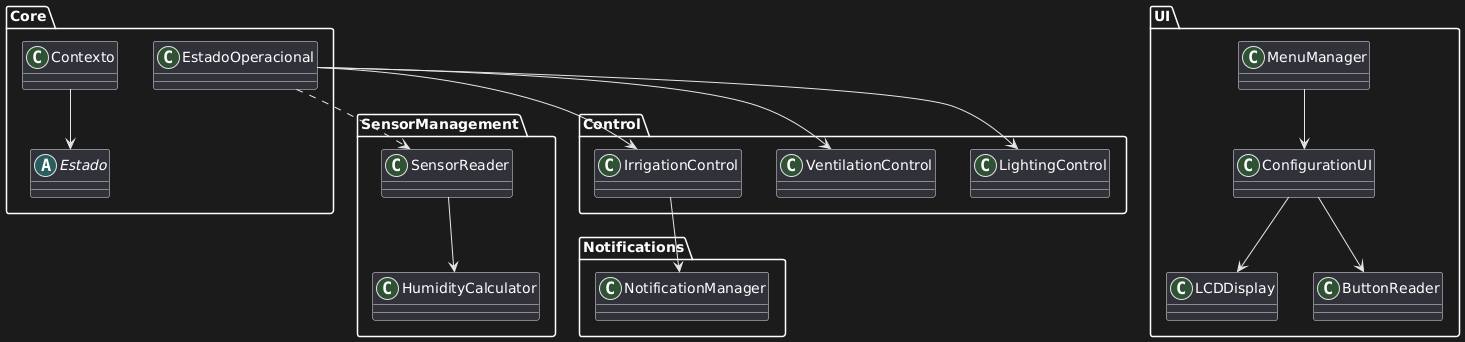 Core
C Contexto
C EstadoOperacional
A Estado
SensorManagement
C SensorReader
C HumidityCalculator
Control
C IrrigationControl
C VentilationControl
C LightingControl
Notifications
C NotificationManager
UI
C MenuManager
C ConfigurationUI
C LCDDisplay
C ButtonReader